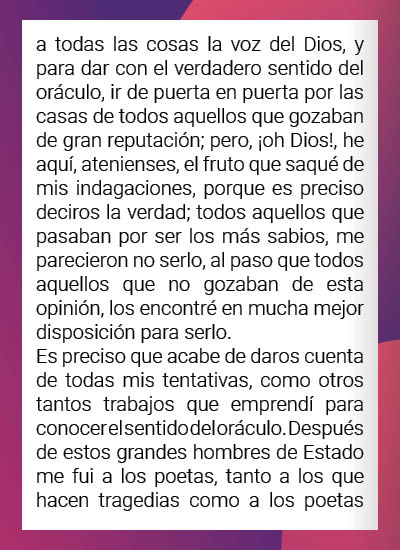 a todas las cosas la voz del Dios, y
para dar con el verdadero sentido del
oráculo, ir de puerta en puerta por las
casas de todos aquellos que gozaban
de gran reputación; pero, ¡oh Dios!, he
aquí, atenienses, el fruto que saqué de
mis indagaciones, porque es preciso
deciros la verdad; todos aquellos que
pasaban por ser los más sabios, me
parecieron no serlo, al paso que todos
aquellos que no gozaban de esta
opinión, los encontré en mucha mejor
disposición para serlo.
Es preciso que acabe de daros cuenta
de todas mis tentativas, como otros
tantos trabajos que emprendí para
conocer el sentido del oráculo. Después
de estos grandes hombres de Estado
me fui a los poetas, tanto a los que
hacen tragedias como a los poetas